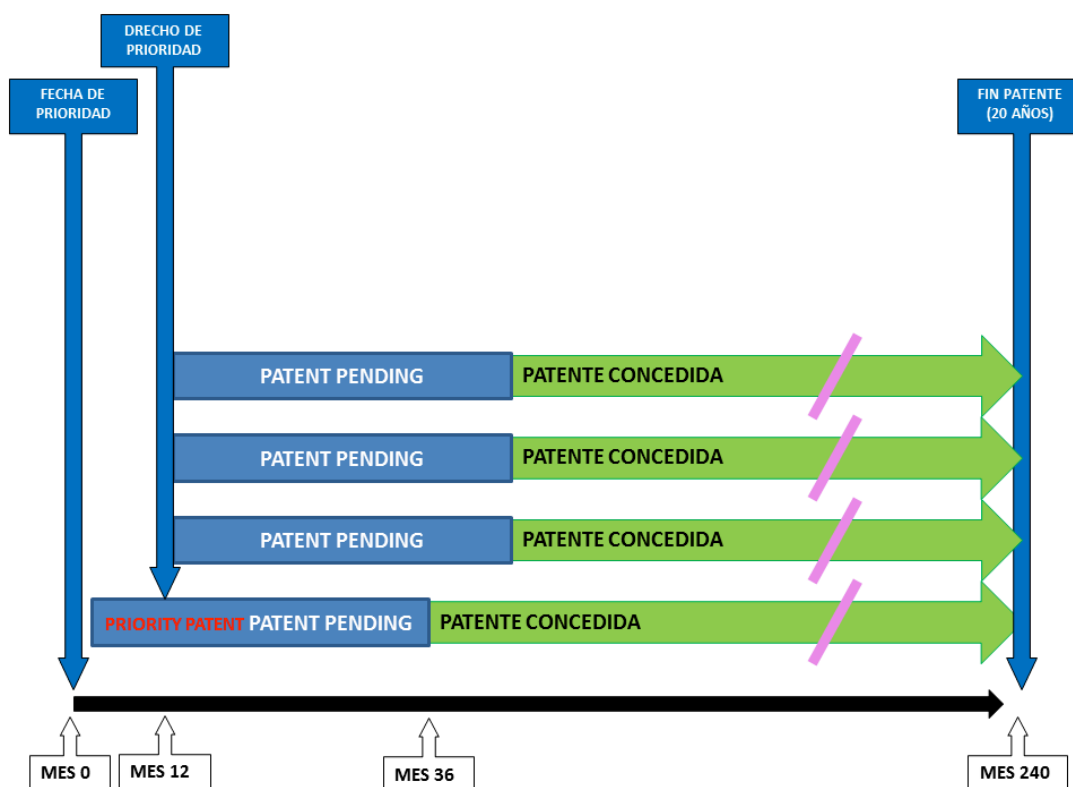 DRECHO DE
PRIORIDAD
FECHA DE
PRIORIDAD
FIN PATENTE
(20 AÑOS)
PATENT PENDING PATENTE CONCEDIDA
PATENT PENDING PATENTE CONCEDIDA
PATENT PENDING PATENTE CONCEDIDA
PRIORITY PATENT PATENT PENDING PATENTE CONCEDIDA
MES 0 MES 12 MES 36 MES 240